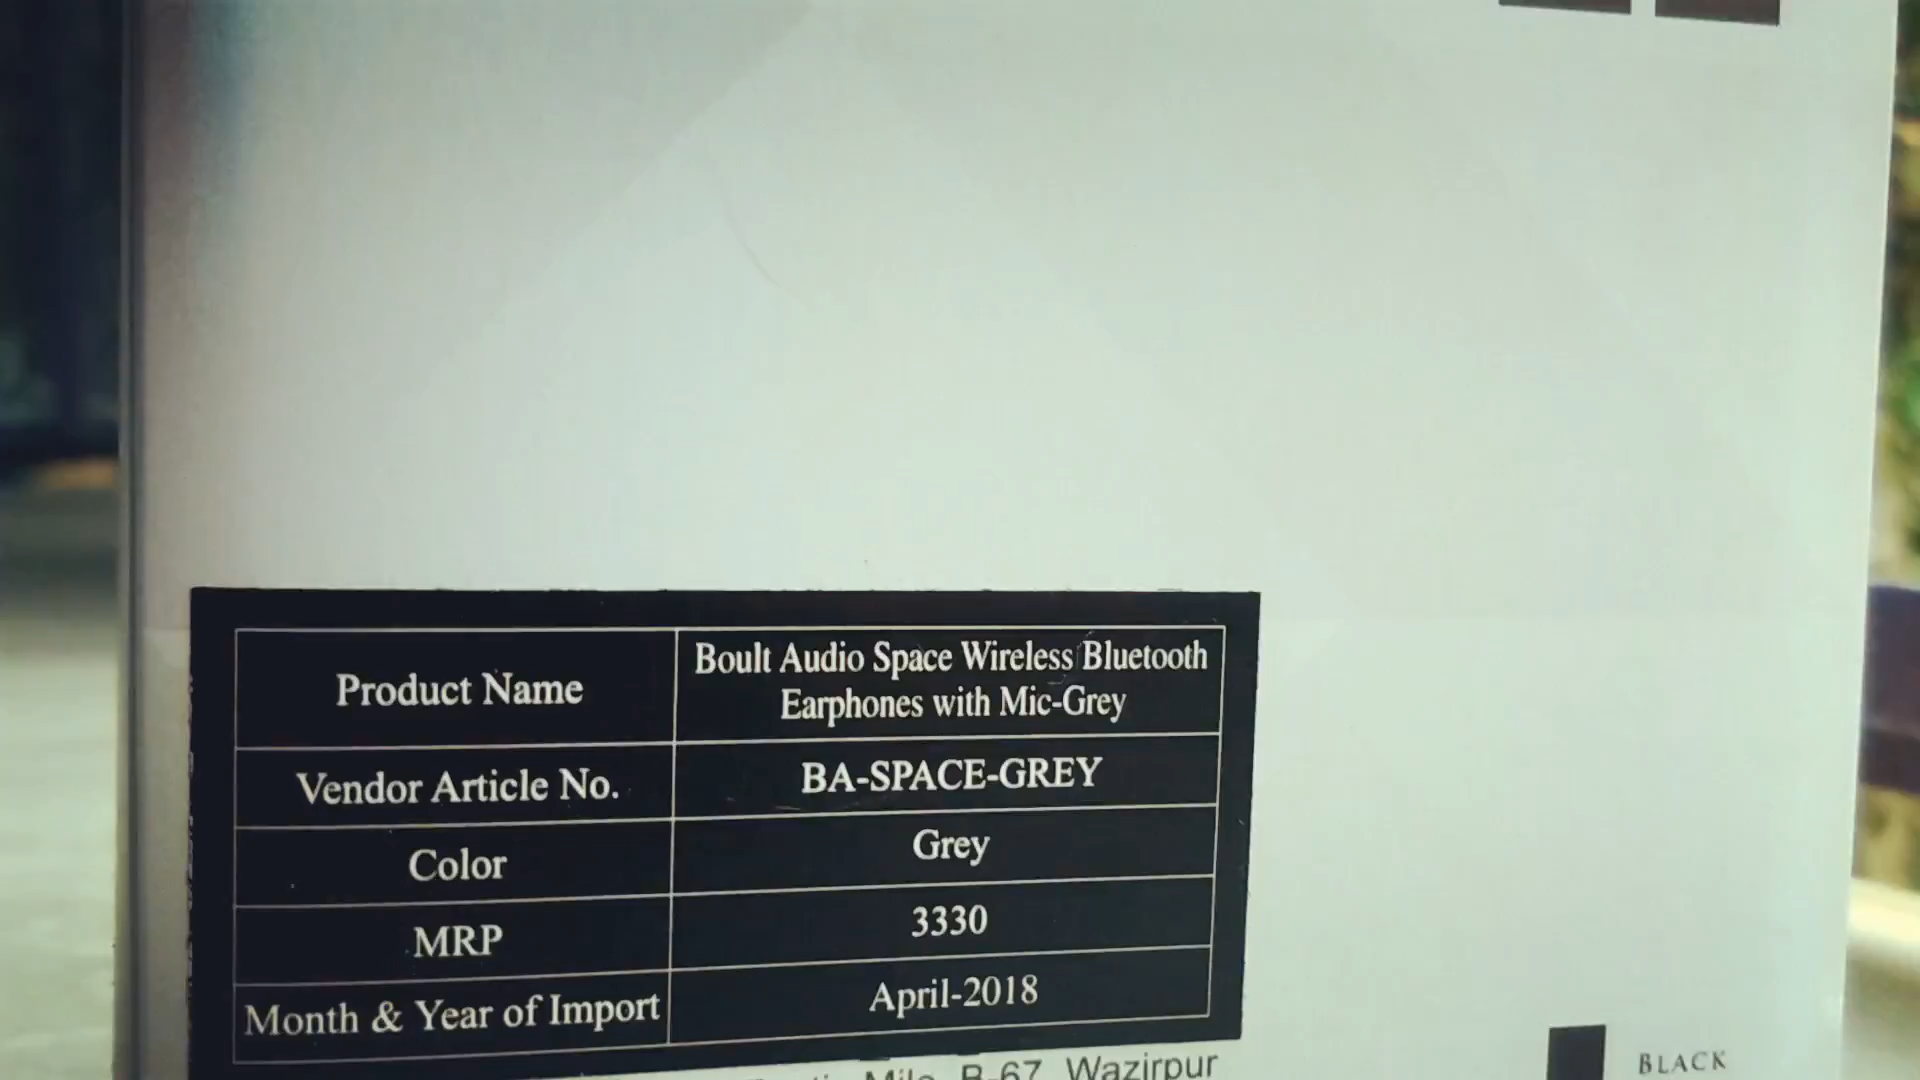 Product Name
Boult Audio Space Wireless Bluetooth
Earphones with Mic-Grey
Vendor Article No.
BA-SPACE-GREY
Color
Grey
MRP
3330
Month & Year of Import
April-2018
B-67, Wazirpur
BLACK